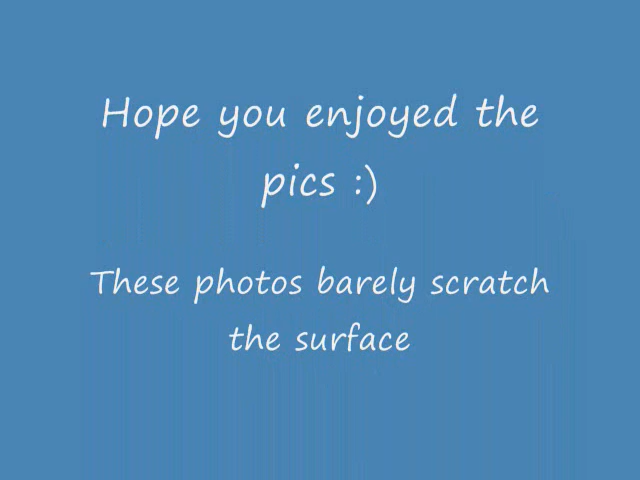 Hope you enjoyed the
pics :)
These photos barely scratch
the surface